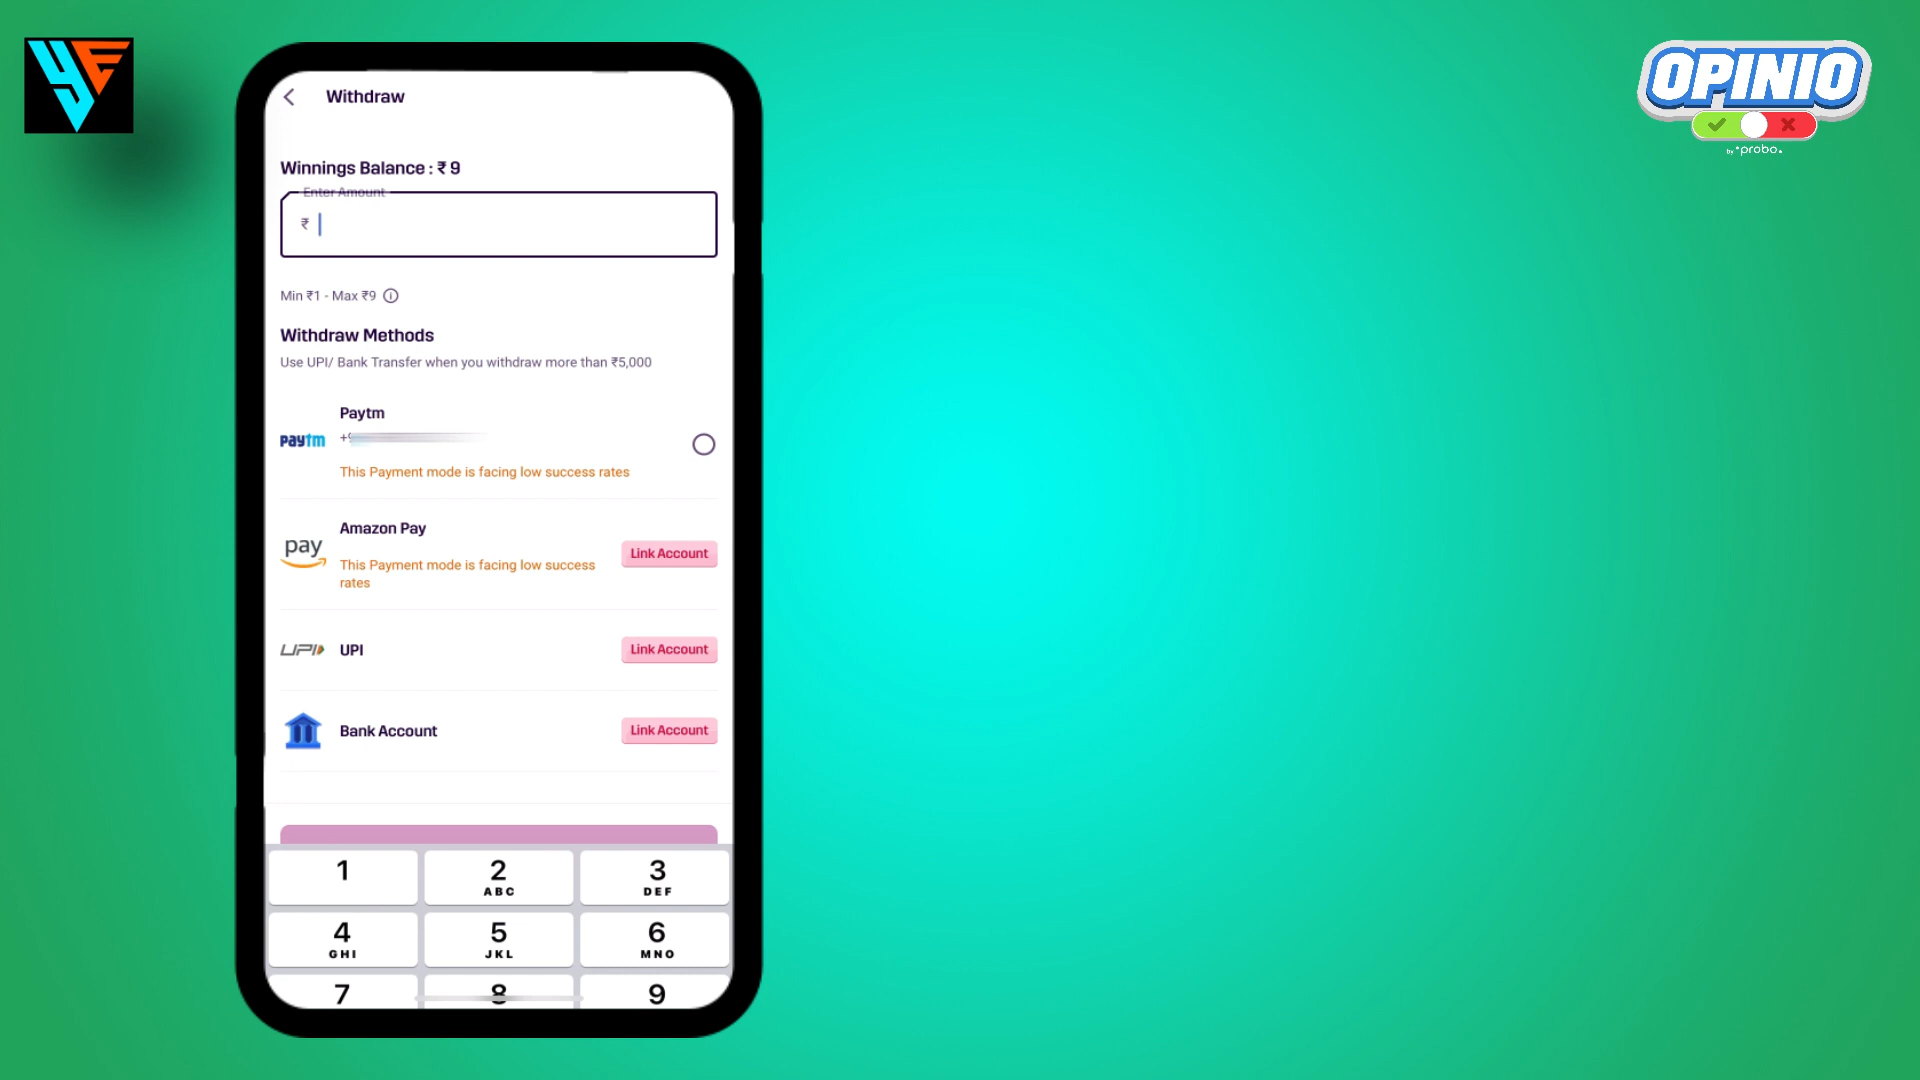 Withdraw
Winnings Balance : ₹ 9
Enter Amount
₹
Min ₹1 - Max ₹9
Withdraw Methods
Use UPI/ Bank Transfer when you withdraw more than ₹5,000
Paytm
paytm
This Payment mode is facing low success rates
Amazon Pay
pay
This Payment mode is facing low success
rates
Link Account
UPI
UPI
Link Account
Bank Account
Link Account
1
2
ABC
3
DEF
4
GHI
5
JKL
6
MNO
7
8
9
OPINIO
by probo